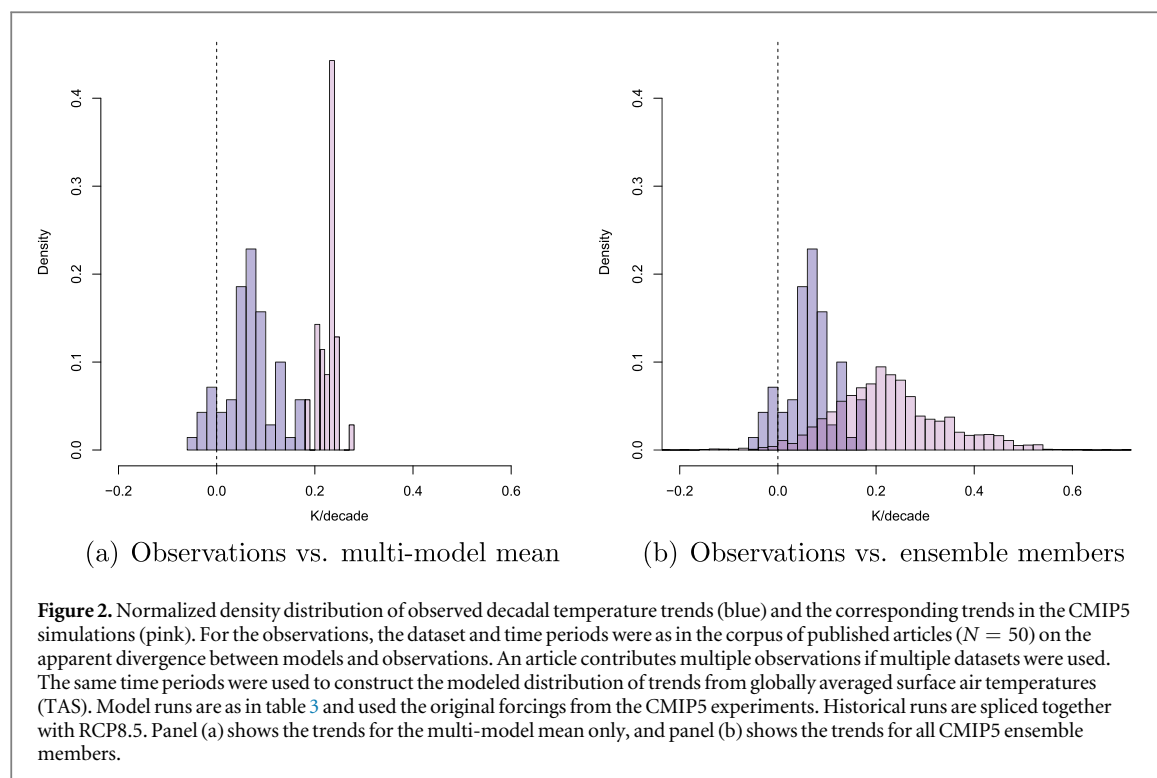 0.4
0.3
0.2
0.1
0.0
Density
−0.2 0.0 0.2 0.4 0.6
K/decade
(a) Observations vs. multi-model mean
0.4
0.3
0.2
0.1
0.0
Density
−0.2 0.0 0.2 0.4 0.6
K/decade
(b) Observations vs. ensemble members
Figure 2. Normalized density distribution of observed decadal temperature trends (blue) and the corresponding trends in the CMIP5
simulations (pink). For the observations, the dataset and time periods were as in the corpus of published articles (N = 50) on the
apparent divergence between models and observations. An article contributes multiple observations if multiple datasets were used.
The same time periods were used to construct the modeled distribution of trends from globally averaged surface air temperatures
(TAS). Model runs are as in table 3 and used the original forcings from the CMIP5 experiments. Historical runs are spliced together
with RCP8.5. Panel (a) shows the trends for the multi-model mean only, and panel (b) shows the trends for all CMIP5 ensemble
members.